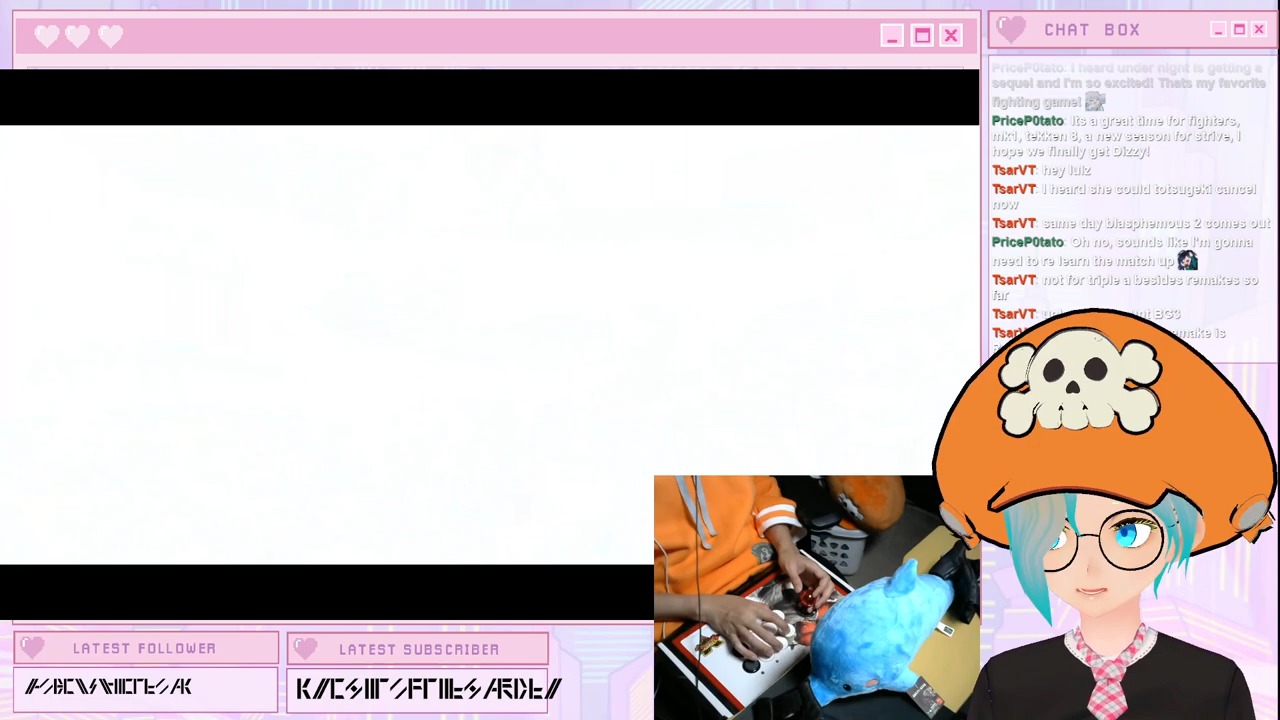 CHAT BOX
PriceP0tato: I heard under night is getting a
sequel and I'm so excited! Thats my favorite
fighting game!
PriceP0tato: Its a great time for fighters,
mk1, tekken 8, a new season for strive, I
hope we finally get Dizzy!
TsarVT: hey lulz
TsarVT: I heard she could totsugeki cancel
now
TsarVT: same day blasphemous 2 comes out
PriceP0tato: Oh no, sounds like I'm gonna
need to re learn the match up
TsarVT: not for triple a besides remakes so
far
TsarVT: BG3
emake is
LATEST FOLLOWER
LATEST SUBSCRIBER